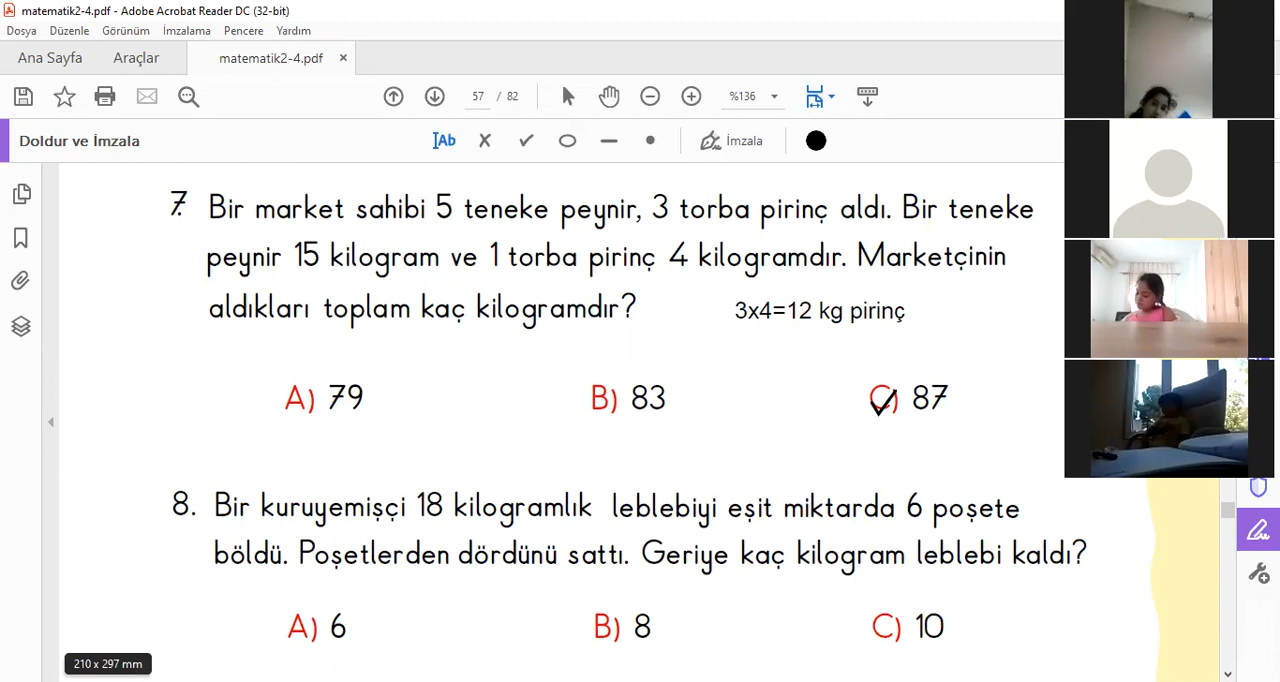 matematik2-4.pdf - Adobe Acrobat Reader DC (32-bit)
Dosya Düzenle Görünüm İmzalama Pencere Yardım
Ana Sayfa Araçlar matematik2-4.pdf ×
57 / 82 %136
Doldur ve İmzala Ab İmzala
7. Bir market sahibi 5 teneke peynir, 3 torba pirinç aldı. Bir teneke
peynir 15 kilogram ve 1 torba pirinç 4 kilogramdır. Marketçinin
aldıkları toplam kaç kilogramdır? 3x4=12 kg pirinç
A) 79 B) 83 C) 87
8. Bir kuruyemişçi 18 kilogramlık leblebiyi eşit miktarda 6 poşete
böldü. Poşetlerden dördünü sattı. Geriye kaç kilogram leblebi kaldı?
A) 6 B) 8 C) 10
210 x 297 mm